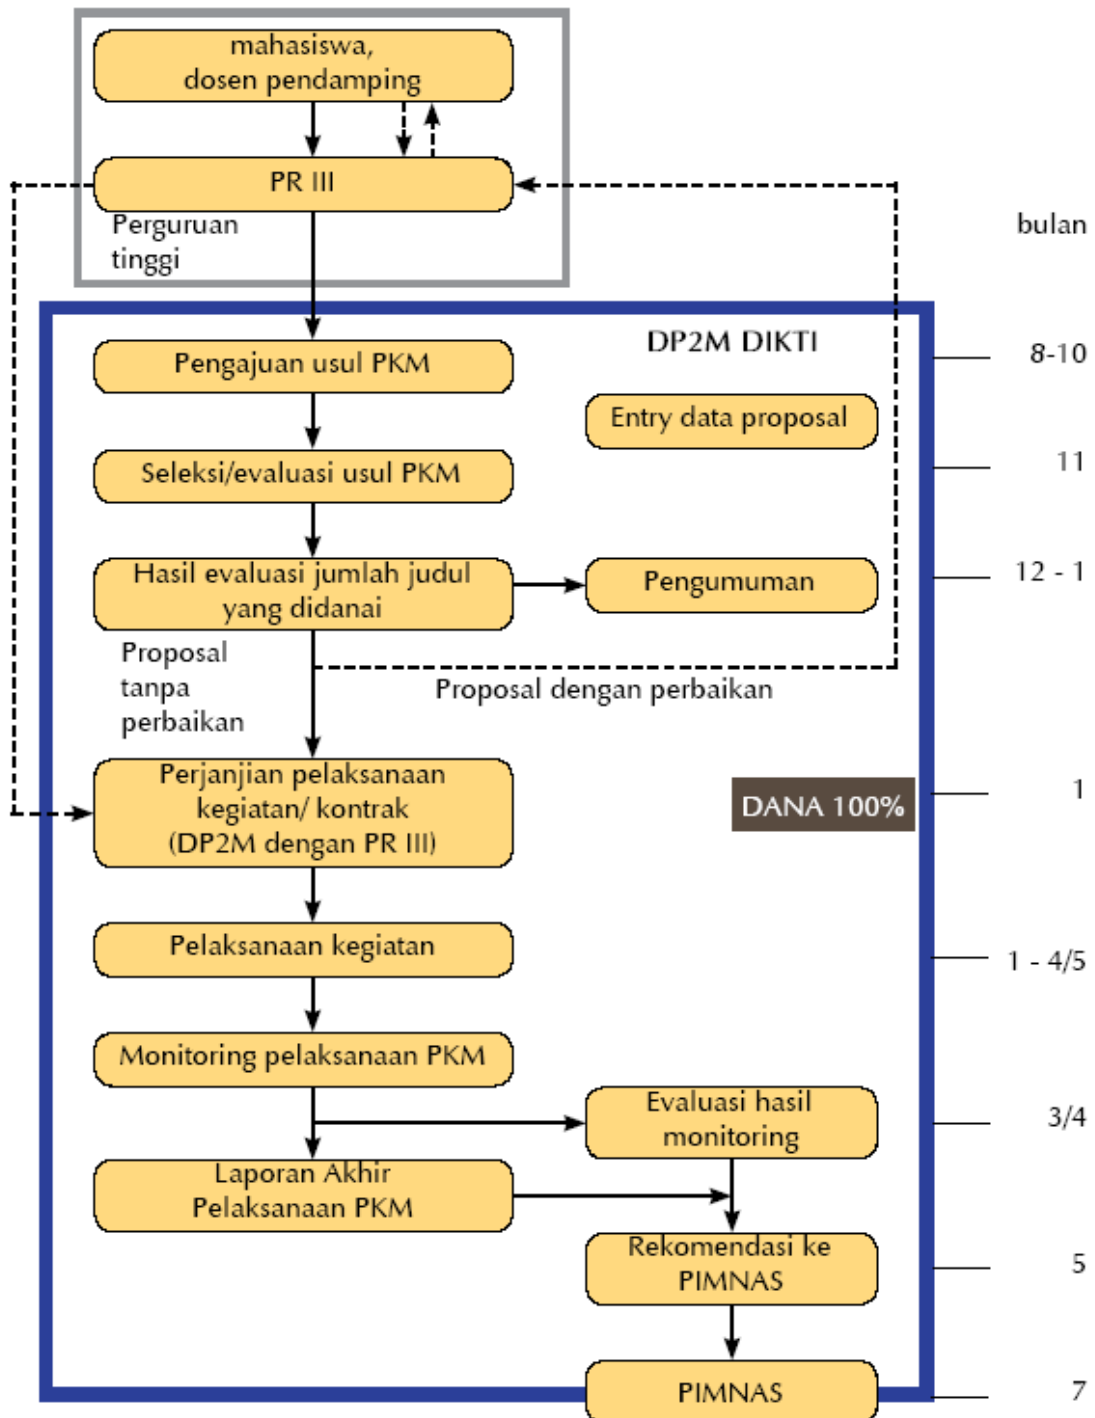 mahasiswa,
dosen pendamping
PR III
Perguruan
tinggi
bulan
DP2M DIKTI
Pengajuan usul PKM
8-10
Entry data proposal
Seleksi/evaluasi usul PKM
11
Hasil evaluasi jumlah judul
yang didanai
Pengumuman
12 - 1
Proposal
tanpa
perbaikan
Proposal dengan perbaikan
Perjanjian pelaksanaan
kegiatan/ kontrak
(DP2M dengan PR III)
DANA 100%
1
Pelaksanaan kegiatan
1 - 4/5
Monitoring pelaksanaan PKM
Evaluasi hasil
monitoring
3/4
Laporan Akhir
Pelaksanaan PKM
Rekomendasi ke
PIMNAS
5
PIMNAS
7